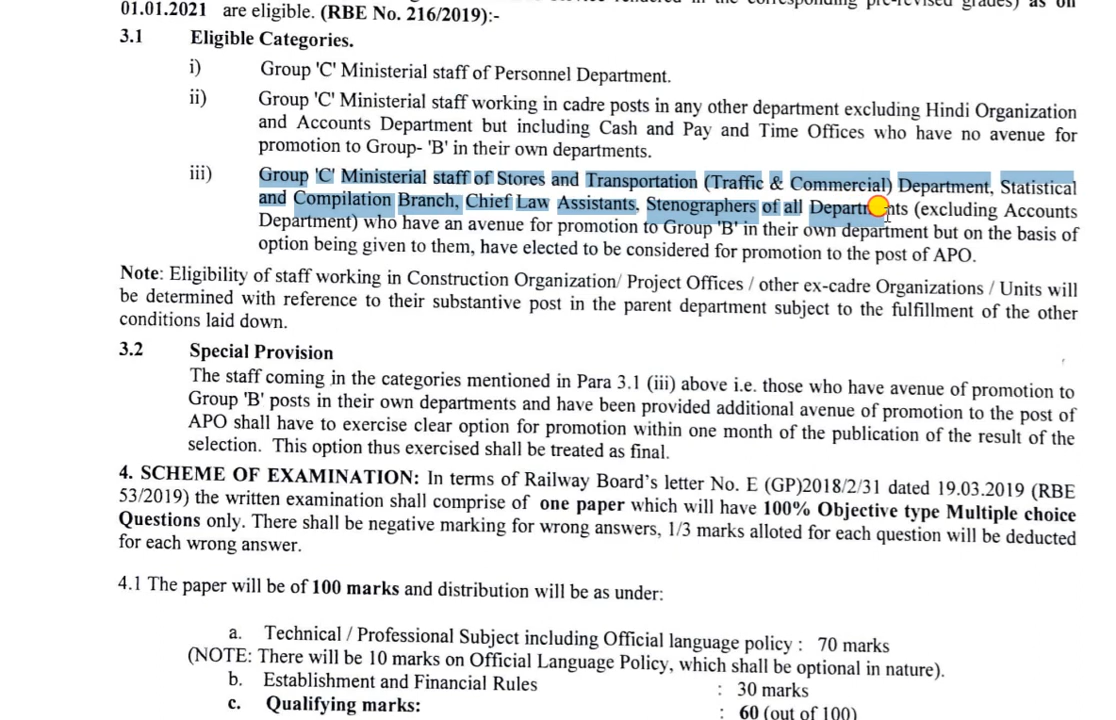 01.01.2021 are eligible. (RBE No. 216/2019):-
3.1 Eligible Categories.
i) Group 'C' Ministerial staff of Personnel Department.
ii) Group 'C' Ministerial staff working in cadre posts in any other department excluding Hindi Organization
and Accounts Department but including Cash and Pay and Time Offices who have no avenue for
promotion to Group- 'B' in their own departments.
iii) Group 'C' Ministerial staff of Stores and Transportation (Traffic & Commercial) Department, Statistical
and Compilation Branch, Chief Law Assistants, Stenographers of all Departments (excluding Accounts
Department) who have an avenue for promotion to Group 'B' in their own department but on the basis of
option being given to them, have elected to be considered for promotion to the post of APO.
Note: Eligibility of staff working in Construction Organization/ Project Offices / other ex-cadre Organizations / Units will
be determined with reference to their substantive post in the parent department subject to the fulfillment of the other
conditions laid down.
3.2 Special Provision
The staff coming in the categories mentioned in Para 3.1 (iii) above i.e. those who have avenue of promotion to
Group 'B' posts in their own departments and have been provided additional avenue of promotion to the post of
APO shall have to exercise clear option for promotion within one month of the publication of the result of the
selection. This option thus exercised shall be treated as final.
4. SCHEME OF EXAMINATION: In terms of Railway Board's letter No. E (GP)2018/2/31 dated 19.03.2019 (RBE
53/2019) the written examination shall comprise of one paper which will have 100% Objective type Multiple choice
Questions only. There shall be negative marking for wrong answers, 1/3 marks alloted for each question will be deducted
for each wrong answer.
4.1 The paper will be of 100 marks and distribution will be as under:
a. Technical / Professional Subject including Official language policy : 70 marks
(NOTE: There will be 10 marks on Official Language Policy, which shall be optional in nature).
b. Establishment and Financial Rules : 30 marks
c. Qualifying marks: : 60 (out of 100)